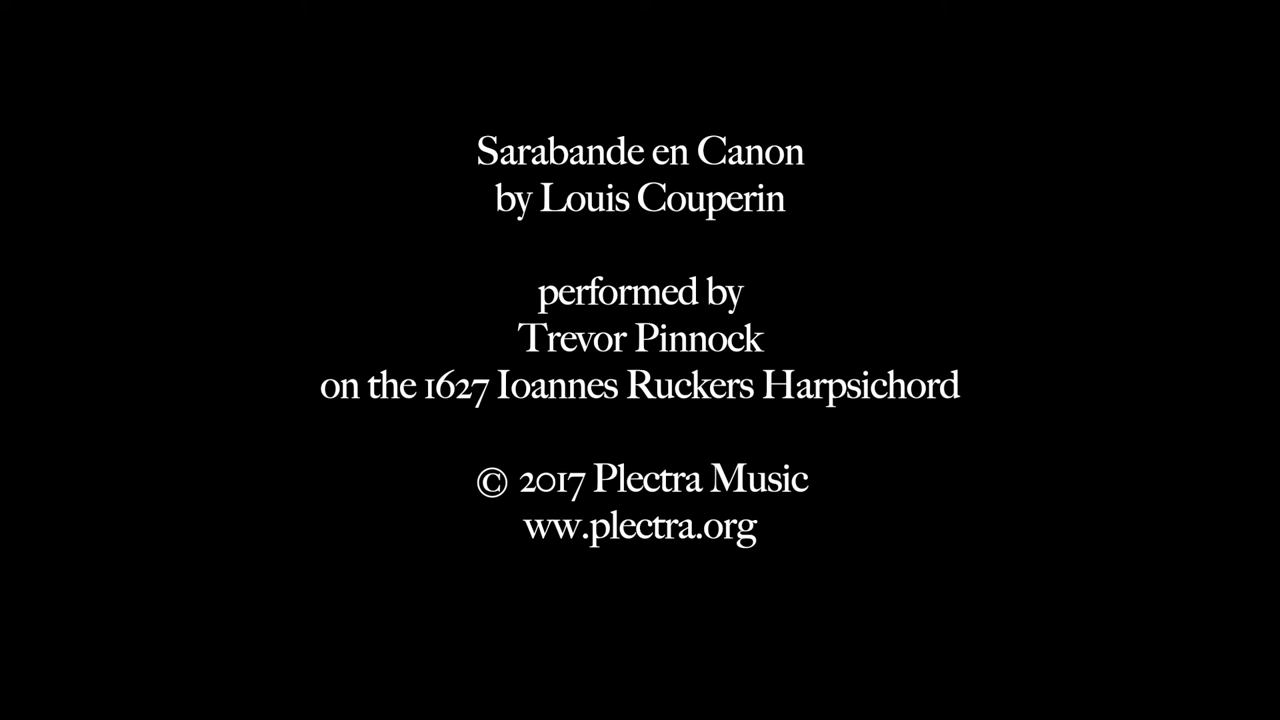 Sarabande en Canon
by Louis Couperin
performed by
Trevor Pinnock
on the 1627 Ioannes Ruckers Harpsichord
© 2017 Plectra Music
ww.plectra.org